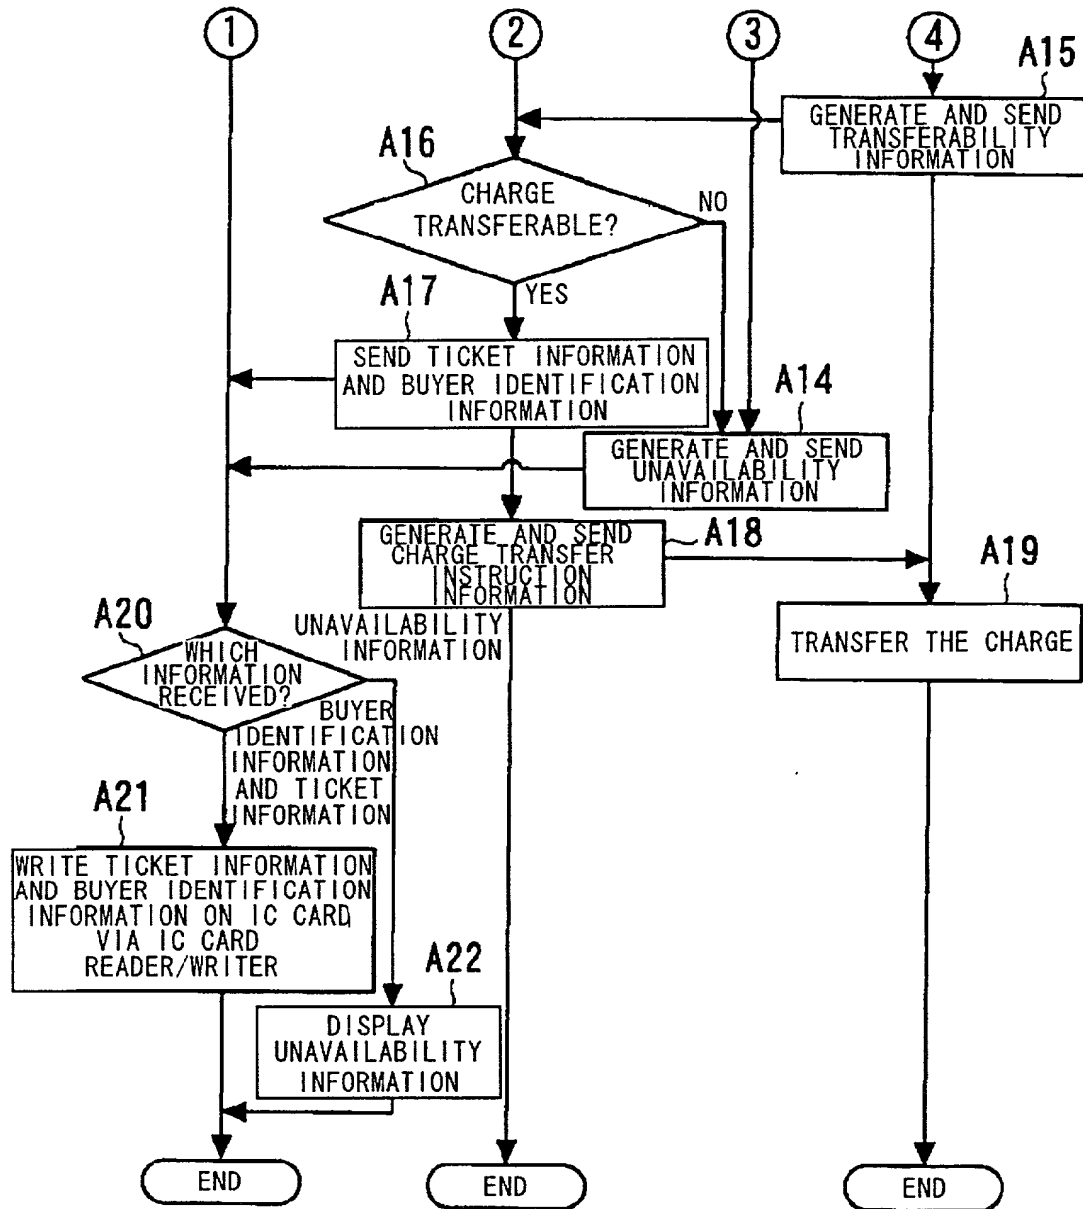 1
2
3
4
A15
GENERATE AND SEND
TRANSFERABILITY
INFORMATION
A16
CHARGE
TRANSFERABLE?
NO
YES
A17
SEND TICKET INFORMATION
AND BUYER IDENTIFICATION
INFORMATION
A14
GENERATE AND SEND
UNAVAILABILITY
INFORMATION
A18
GENERATE AND SEND
CHARGE TRANSFER
INSTRUCTION
INFORMATION
A19
TRANSFER THE CHARGE
A20
WHICH
INFORMATION
RECEIVED?
UNAVAILABILITY
INFORMATION
BUYER
IDENTIFICATION
INFORMATION
AND TICKET
INFORMATION
A21
WRITE TICKET INFORMATION
AND BUYER IDENTIFICATION
INFORMATION ON IC CARD
VIA IC CARD
READER/WRITER
A22
DISPLAY
UNAVAILABILITY
INFORMATION
END
END
END